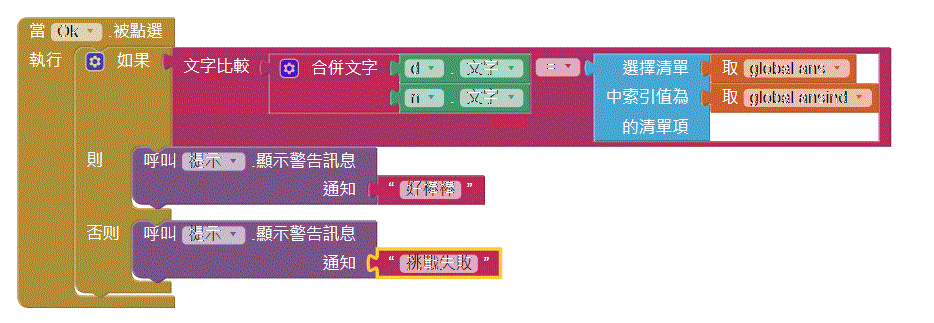 當 Ok .被點選
執行 如果 文字比較 合併文字 d . 文字 = 選擇清單 取 global ans
n . 文字 中索引值為 取 global ansind
的清單項
則 呼叫 提示 .顯示警告訊息
通知 “好棒棒”
否則 呼叫 提示 .顯示警告訊息
通知 “挑戰失敗”